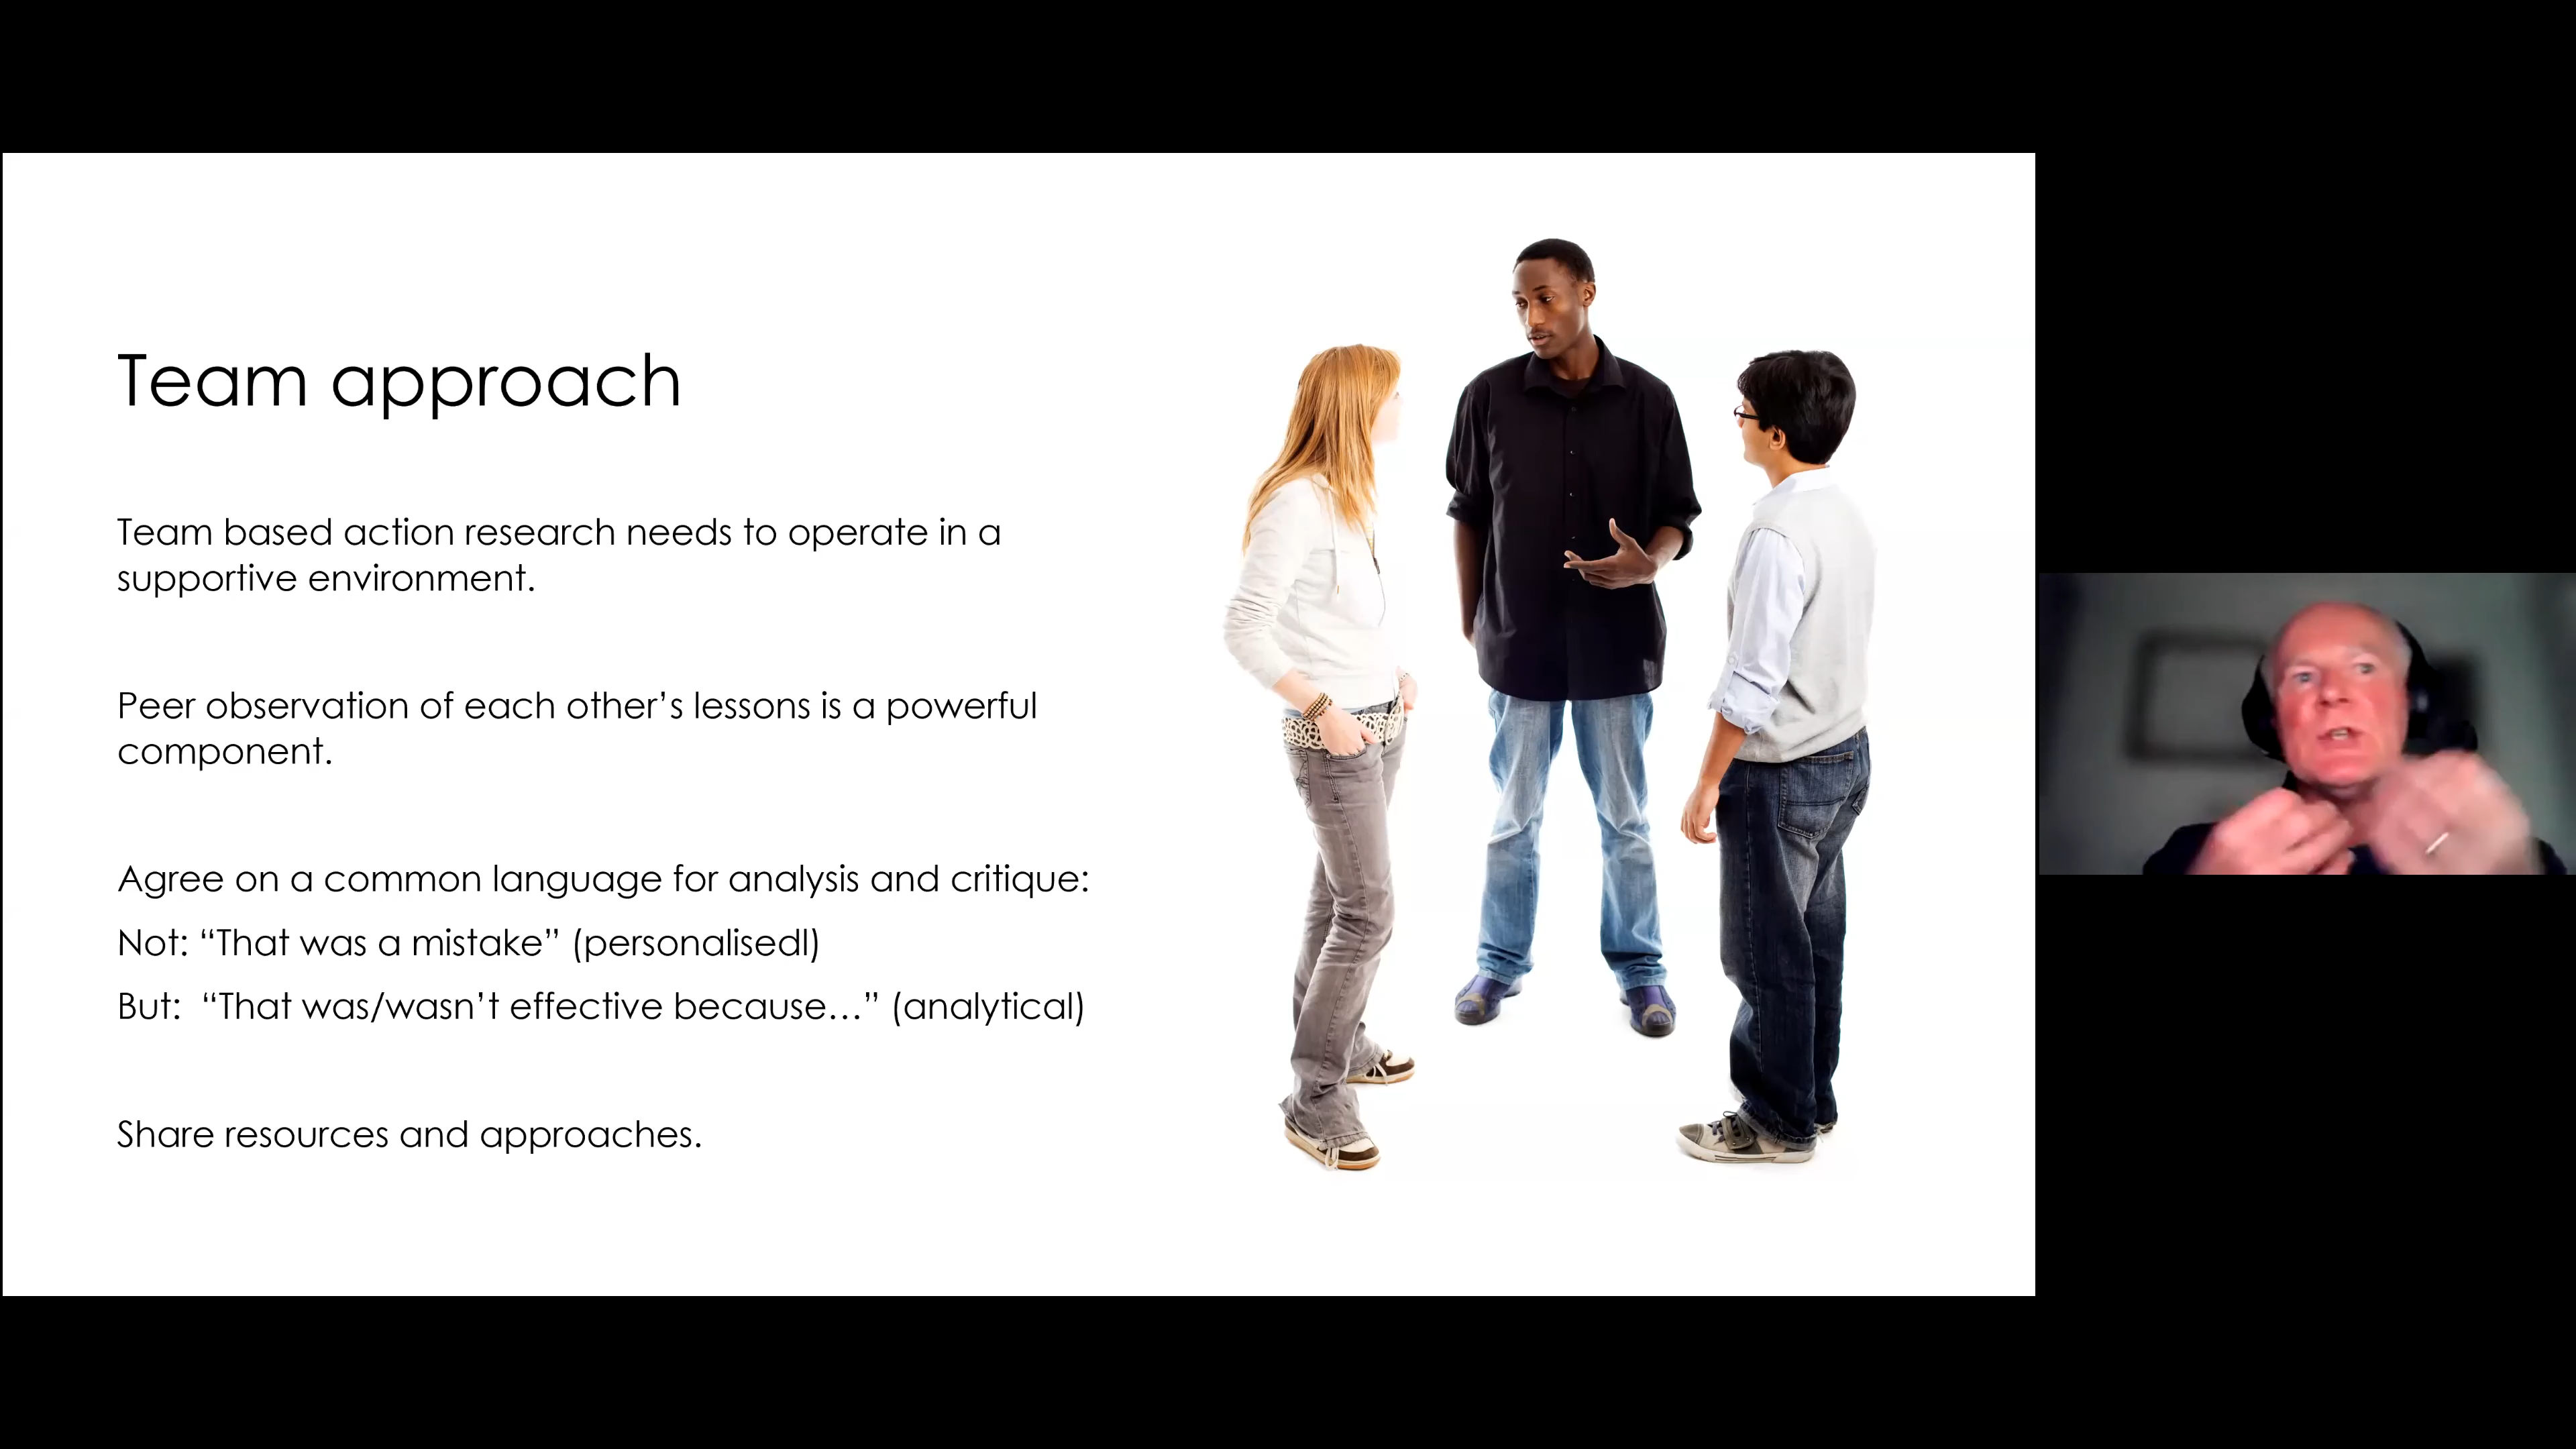 Team approach
Team based action research needs to operate in a
supportive environment.
Peer observation of each other’s lessons is a powerful
component.
Agree on a common language for analysis and critique:
Not: “That was a mistake” (personalisedl)
But:  “That was/wasn’t effective because…” (analytical)
Share resources and approaches.